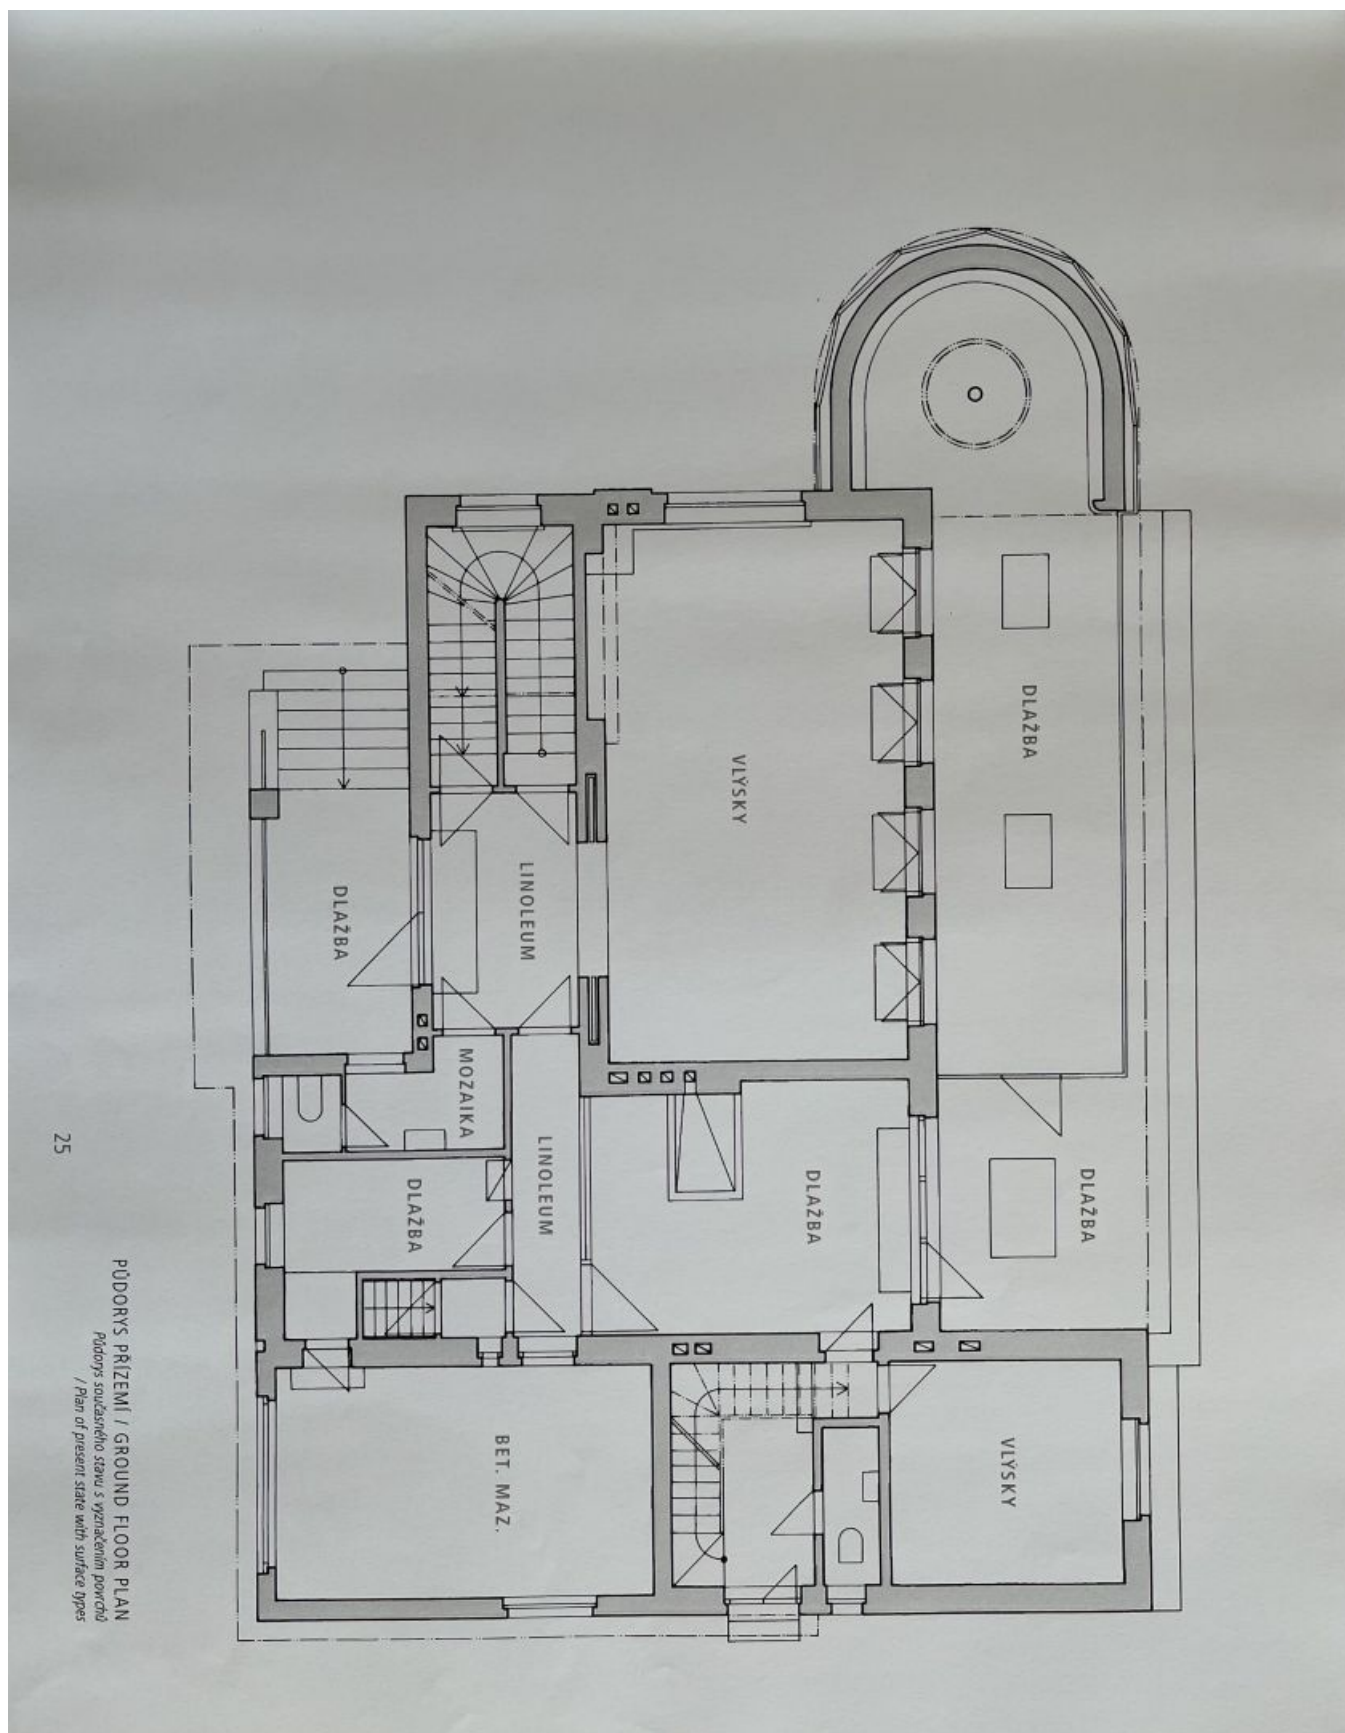 DLAŽBA
DLAŽBA
VLÝSKY
VLÝSKY
DLAŽBA
LINOLEUM
LINOLEUM
BET. MAZ.
MOZAIKA
DLAŽBA
DLAŽBA
PŮDORYS PŘÍZEMÍ / GROUND FLOOR PLAN
Půdorys současného stavu s vyznačením povrchů
/ Plan of present state with surface types
25